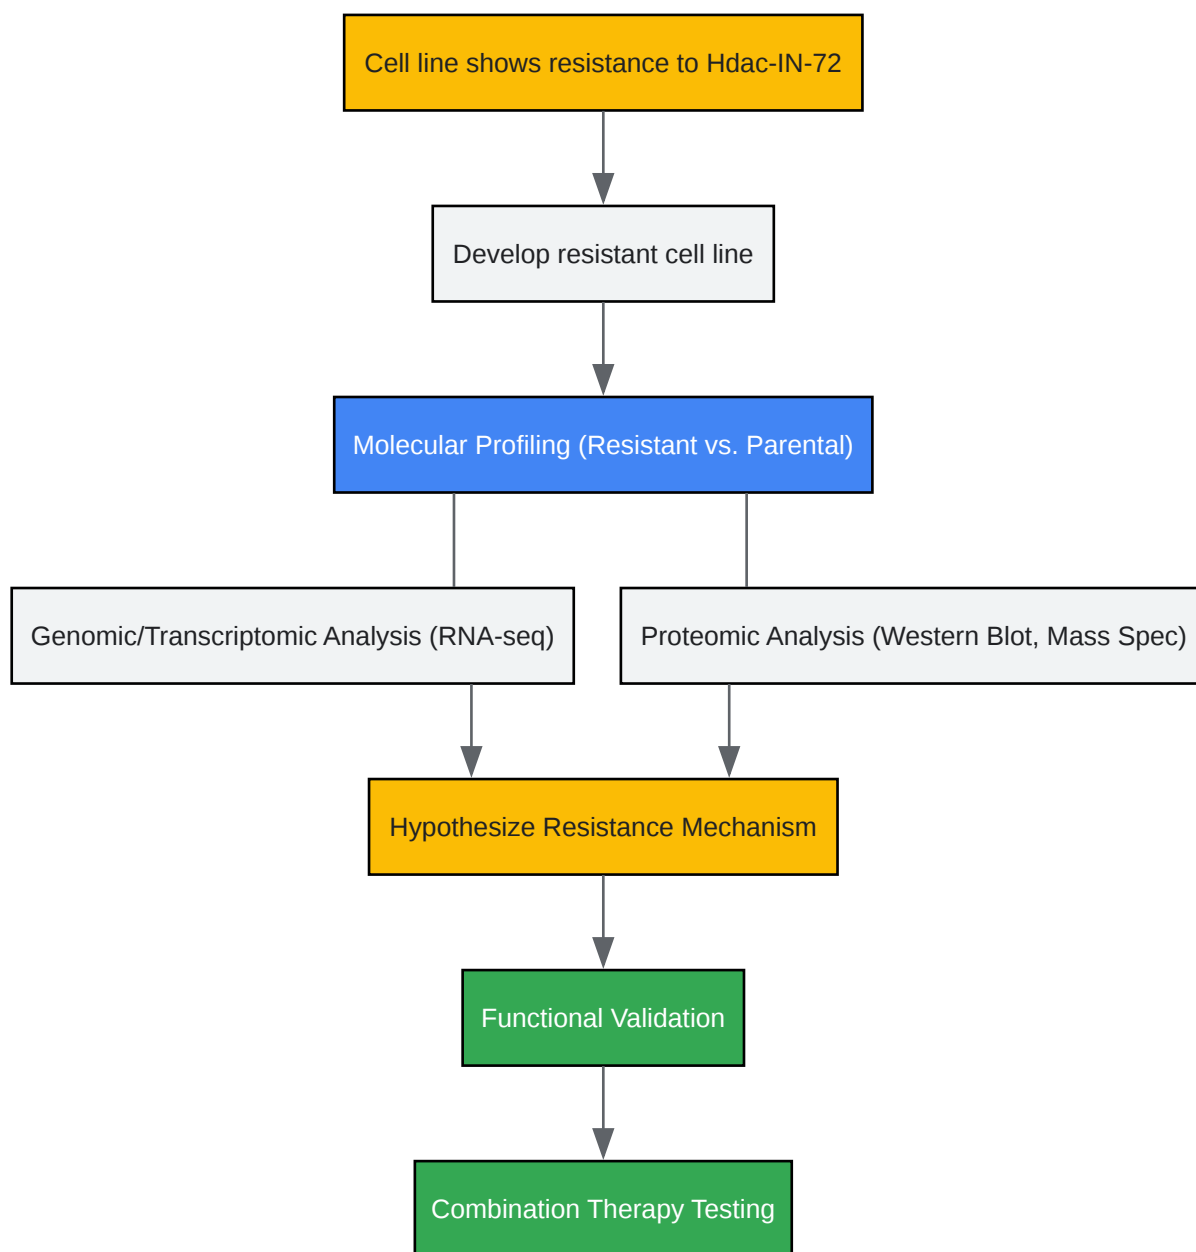 Cell line shows resistance to Hdac-IN-72
Develop resistant cell line
Molecular Profiling (Resistant vs. Parental)
Genomic/Transcriptomic Analysis (RNA-seq)
Proteomic Analysis (Western Blot, Mass Spec)
Hypothesize Resistance Mechanism
Functional Validation
Combination Therapy Testing